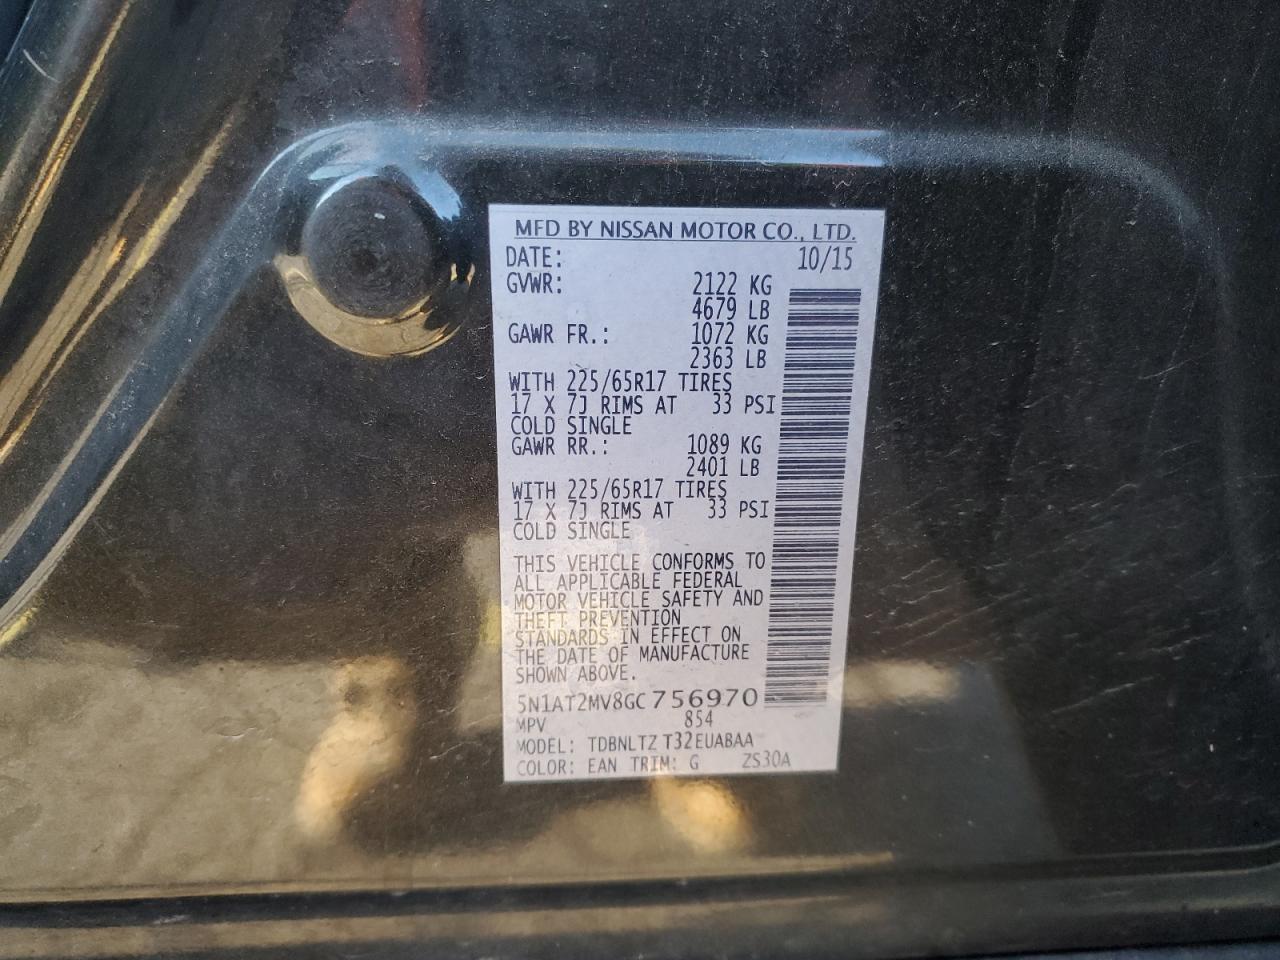 MFD BY NISSAN MOTOR CO., LTD.
DATE: 10/15
GVWR: 2122 KG
4679 LB
GAWR FR.: 1072 KG
2363 LB
WITH 225/65R17 TIRES
17 X 7J RIMS AT 33 PSI
COLD SINGLE
GAWR RR.: 1089 KG
2401 LB
WITH 225/65R17 TIRES
17 X 7J RIMS AT 33 PSI
COLD SINGLE
THIS VEHICLE CONFORMS TO
ALL APPLICABLE FEDERAL
MOTOR VEHICLE SAFETY AND
THEFT PREVENTION
STANDARDS IN EFFECT ON
THE DATE OF MANUFACTURE
SHOWN ABOVE.
5N1AT2MV8GC756970
MPV 854
MODEL: TDBNLTZ T32EUABAA
COLOR: EAN TRIM: G ZS30A